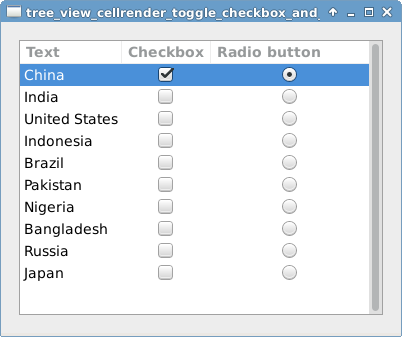 tree_view_cellrender_toggle_checkbox_and_
Text Checkbox Radio button
China
India
United States
Indonesia
Brazil
Pakistan
Nigeria
Bangladesh
Russia
Japan